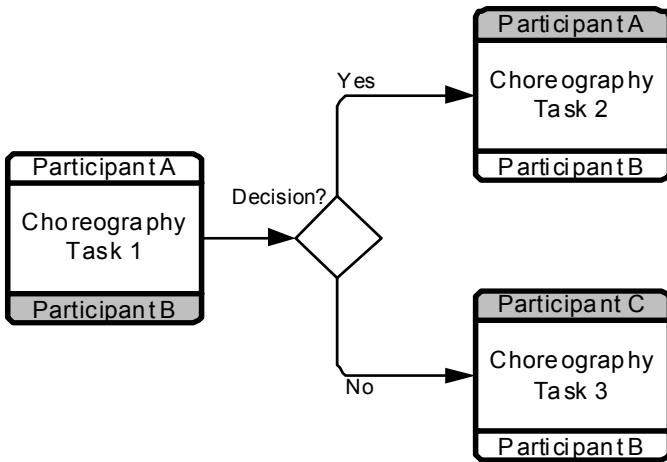 Participant A
Choreography
Task 1
Participant B
Decision?
Yes
Participant A
Choreography
Task 2
Participant B
No
Participant C
Choreography
Task 3
Participant B